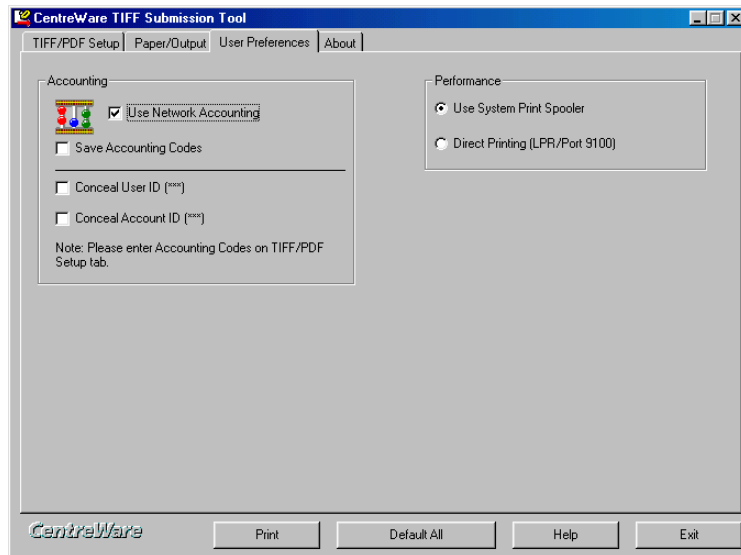 CentreWare TIFF Submission Tool
TIFF/PDF Setup Paper/Output User Preferences About
Accounting
Use Network Accounting
Save Accounting Codes
Conceal User ID (***)
Conceal Account ID (***)
Note: Please enter Accounting Codes on TIFF/PDF
Setup tab.
Performance
Use System Print Spooler
Direct Printing (LPR/Port 9100)
CentreWare
Print Default All Help Exit